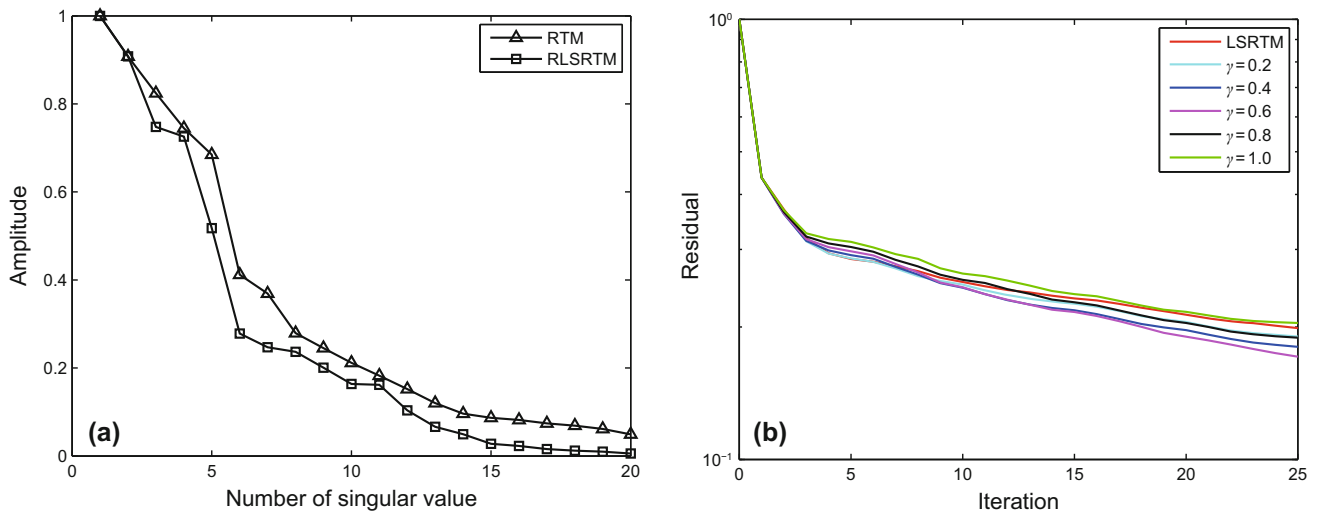 1
0.8
0.6
0.4
0.2
0
Amplitude
RTM
RLSRTM
(a)
0 5 10 15 20
Number of singular value
10⁰
10⁻¹
Residual
LSRTM
γ = 0.2
γ = 0.4
γ = 0.6
γ = 0.8
γ = 1.0
(b)
0 5 10 15 20 25
Iteration